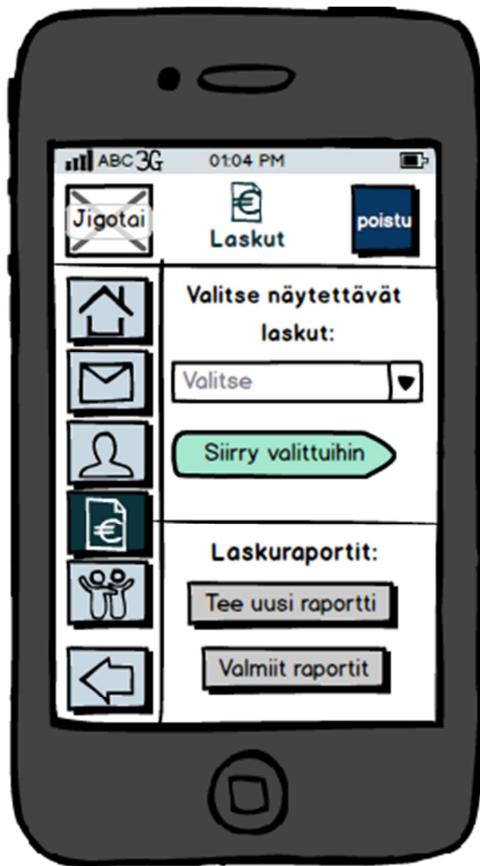 ABC 3G 01:04 PM
Jigotai
Laskut
poistu
Valitse näytettävät
laskut:
Valitse
Siirry valittuihin
Laskuraportit:
Tee uusi raportti
Valmiit raportit